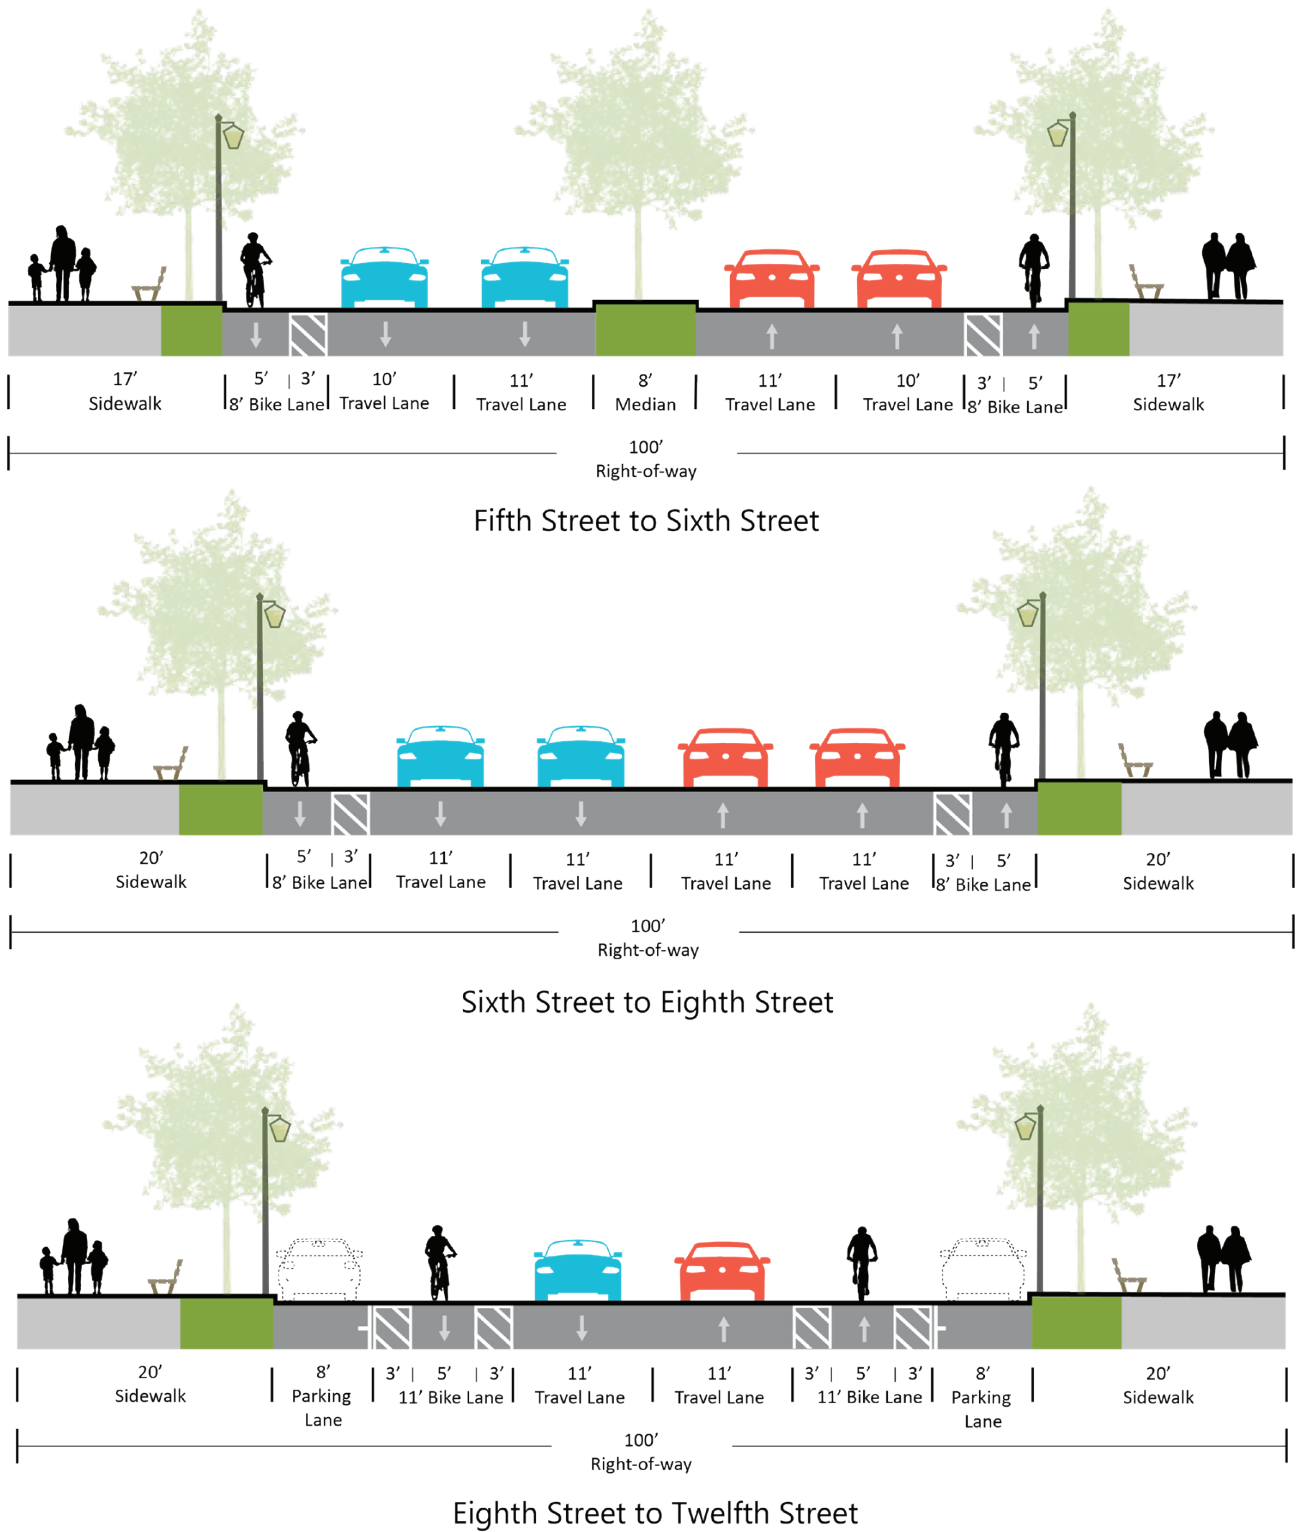 5’ | 3’ 3’ | 5’
17’ 10’ 11’ 8’ 11’ 10’ 17’
Sidewalk 8’ Bike Lane Travel Lane Travel Lane Median Travel Lane Travel Lane 8’ Bike Lane Sidewalk
100’
Right-of-way
Fifth Street to Sixth Street
5’ | 3’ 3’ | 5’
20’ 11’ 11’ 11’ 11’ 20’
Sidewalk 8’ Bike Lane Travel Lane Travel Lane Travel Lane Travel Lane 8’ Bike Lane Sidewalk
100’
Right-of-way
Sixth Street to Eighth Street
20’ 8’ 3’ | 5’ | 3’ 11’ 11’ 3’ | 5’ | 3’ 8’ 20’
Sidewalk Parking 11’ Bike Lane Travel Lane Travel Lane 11’ Bike Lane Parking Sidewalk
Lane Lane
100’
Right-of-way
Eighth Street to Twelfth Street